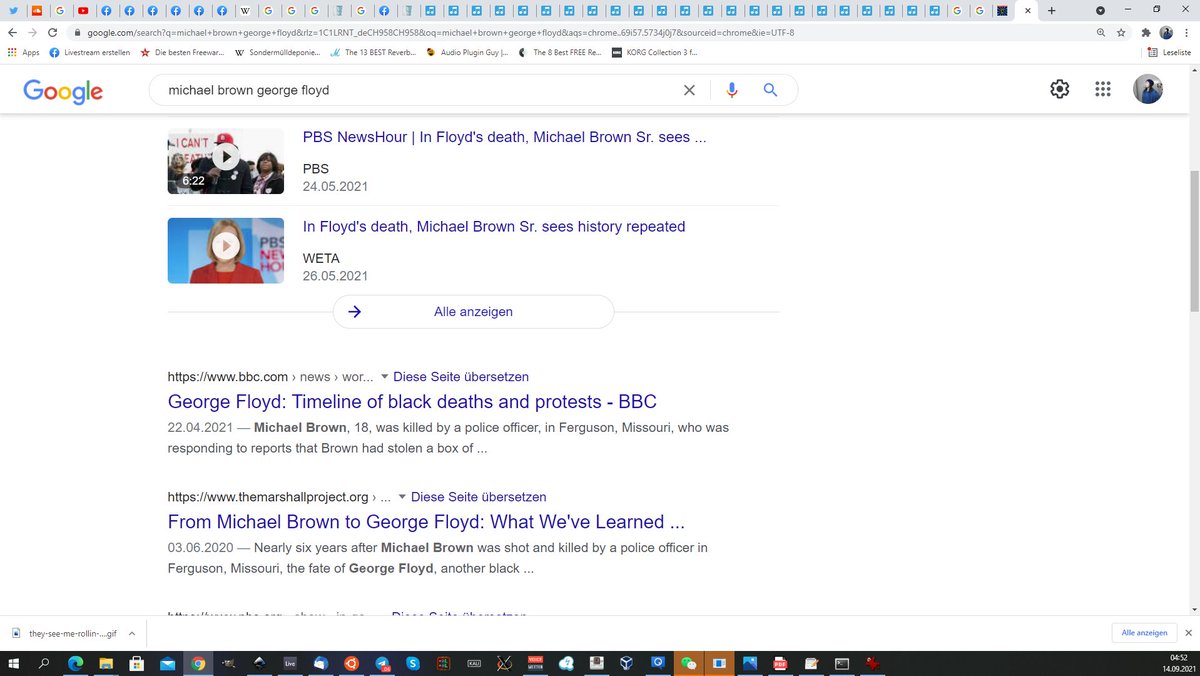 google.com/search?q=michael+brown+george+floyd&rlz=1C1LRNT_deCH958CH958&oq=michael+brown+george+floyd&aqs=chrome..69i57.5734j0j7&sourceid=chrome&ie=UTF-8
Apps Livestream erstellen Die besten Freewar... Sondermülldeponie... The 13 BEST Reverb... Audio Plugin Guy |... The 8 Best FREE Re... KORG Collection 3 f... Leseliste
Google michael brown george floyd
I CAN'T
6:22
PBS NewsHour | In Floyd's death, Michael Brown Sr. sees ...
PBS
24.05.2021
PBS
NEW
HO
In Floyd's death, Michael Brown Sr. sees history repeated
WETA
26.05.2021
Alle anzeigen
https://www.bbc.com › news › wor... Diese Seite übersetzen
George Floyd: Timeline of black deaths and protests - BBC
22.04.2021 — Michael Brown, 18, was killed by a police officer, in Ferguson, Missouri, who was
responding to reports that Brown had stolen a box of ...
https://www.themarshallproject.org › ... Diese Seite übersetzen
From Michael Brown to George Floyd: What We've Learned ...
03.06.2020 — Nearly six years after Michael Brown was shot and killed by a police officer in
Ferguson, Missouri, the fate of George Floyd, another black ...
they-see-me-rollin-....gif Alle anzeigen
04:52
14.09.2021